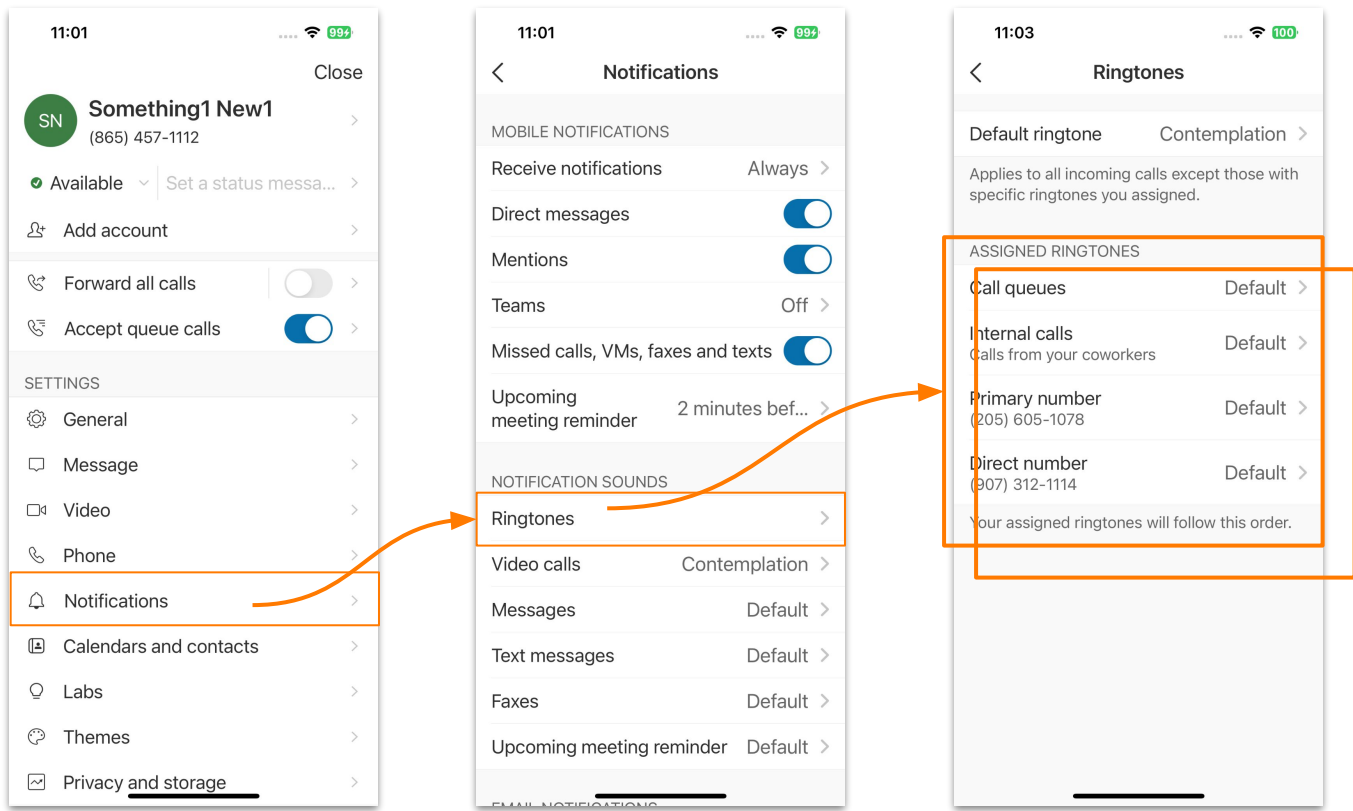 11:01
99
Close
SN
Something1 New1
(865) 457-1112
Available
Set a status messa...
Add account
Forward all calls
Accept queue calls
SETTINGS
General
Message
Video
Phone
Notifications
Calendars and contacts
Labs
Themes
Privacy and storage
11:01
99
Notifications
MOBILE NOTIFICATIONS
Receive notifications Always
Direct messages
Mentions
Teams Off
Missed calls, VMs, faxes and texts
Upcoming
meeting reminder 2 minutes bef...
NOTIFICATION SOUNDS
Ringtones
Video calls Contemplation
Messages Default
Text messages Default
Faxes Default
Upcoming meeting reminder Default
EMAIL NOTIFICATIONS
11:03
100
Ringtones
Default ringtone Contemplation
Applies to all incoming calls except those with
specific ringtones you assigned.
ASSIGNED RINGTONES
Call queues Default
Internal calls Default
Calls from your coworkers
Primary number Default
(205) 605-1078
Direct number Default
(907) 312-1114
Your assigned ringtones will follow this order.